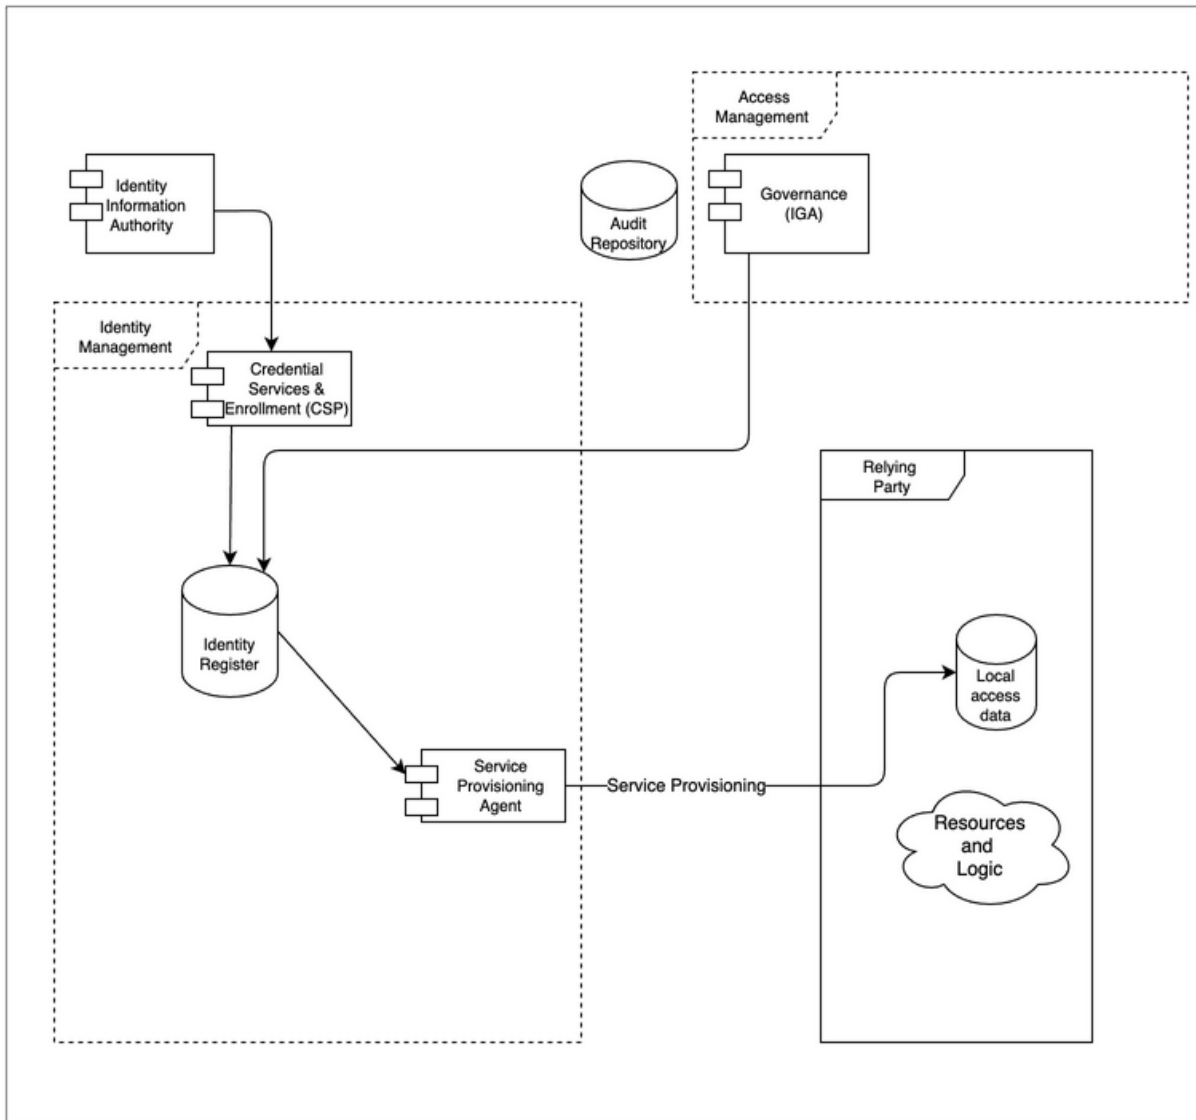 Access
Management
Identity
Information
Authority
Audit
Repository
Governance
(IGA)
Identity
Management
Credential
Services &
Enrollment (CSP)
Relying
Party
Identity
Register
Local
access
data
Service
Provisioning
Agent
Service Provisioning
Resources
and
Logic